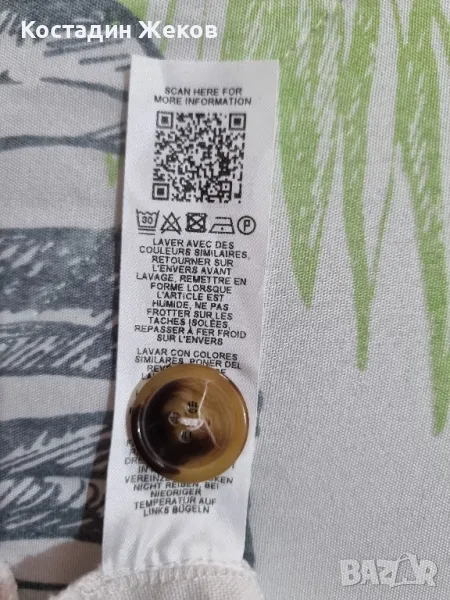 Костадин Жеков
SCAN HERE FOR
MORE INFORMATION
30
P
LAVER AVEC DES
COULEURS SIMILAIRES,
RETOURNER SUR
L'ENVERS AVANT
LAVAGE, REMETTRE EN
FORME LORSQUE
L'ARTICLE EST
HUMIDE, NE PAS
FROTTER SUR LES
TACHES ISOLÉES,
REPASSER À FER FROID
SUR L'ENVERS
LAVAR CON COLORES
SIMILARES, PONER DEL
NICHT REIBEN, BEI
NIEDRIGER
TEMPERATUR AUF
LINKS BÜGELN
BAZAR